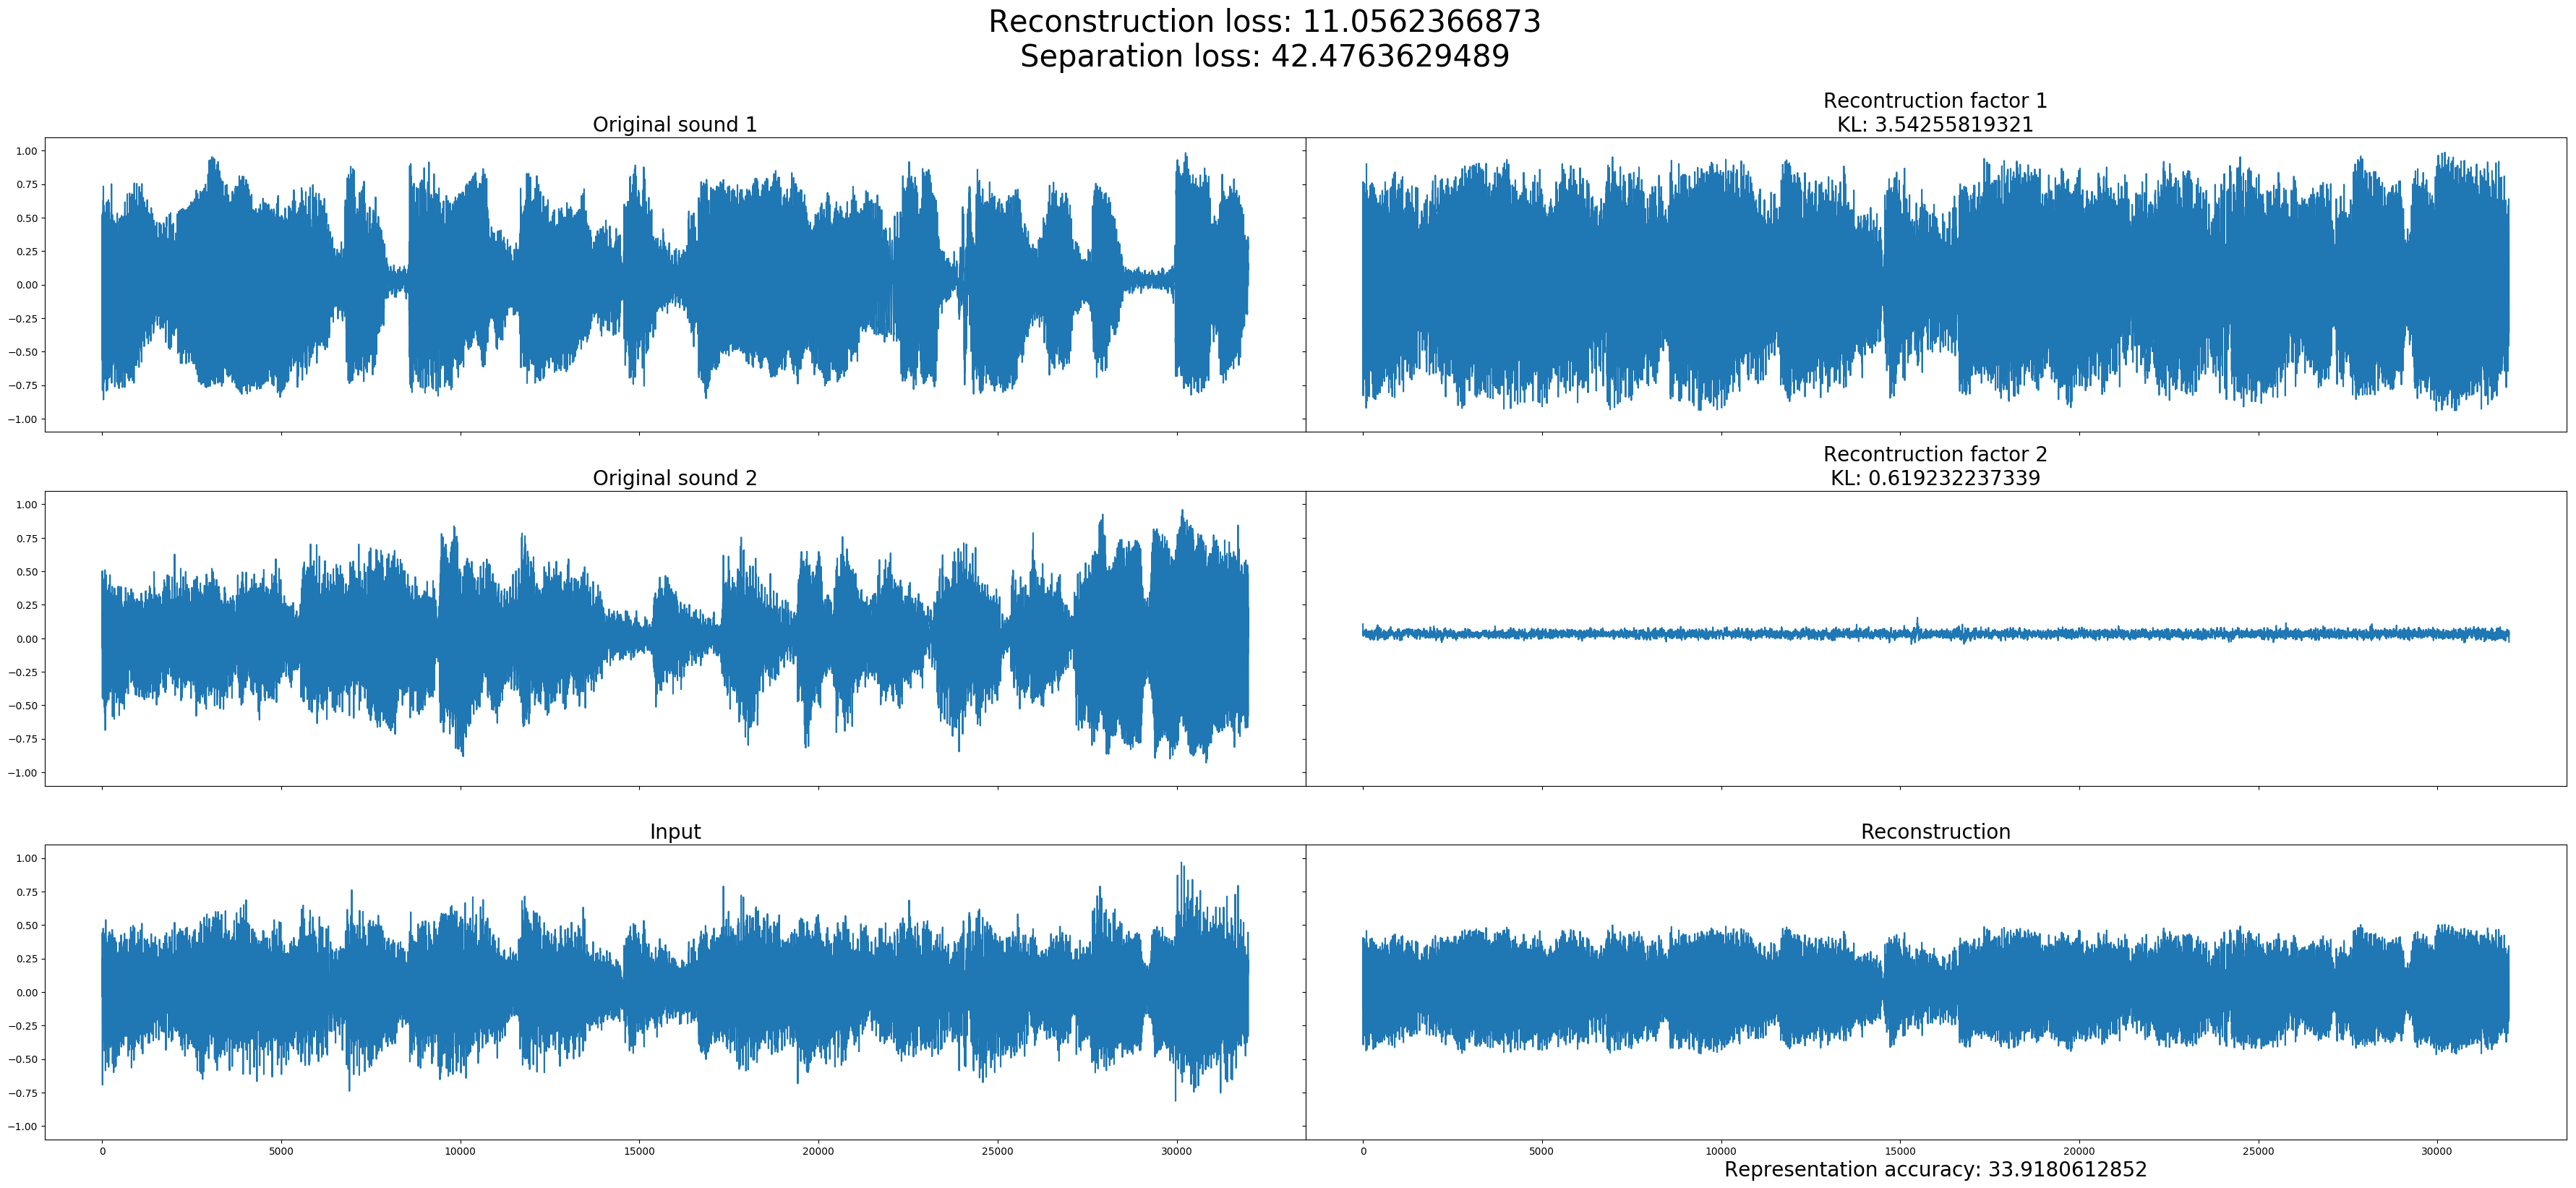 Reconstruction loss: 11.0562366873
Separation loss: 42.4763629489
Original sound 1
Recontruction factor 1
KL: 3.54255819321
1.00
0.75
0.50
0.25
0.00
−0.25
−0.50
−0.75
−1.00
Original sound 2
Recontruction factor 2
KL: 0.619232237339
1.00
0.75
0.50
0.25
0.00
−0.25
−0.50
−0.75
−1.00
Input
Reconstruction
1.00
0.75
0.50
0.25
0.00
−0.25
−0.50
−0.75
−1.00
0 5000 10000 15000 20000 25000 30000
0 5000 10000 15000 20000 25000 30000
Representation accuracy: 33.9180612852